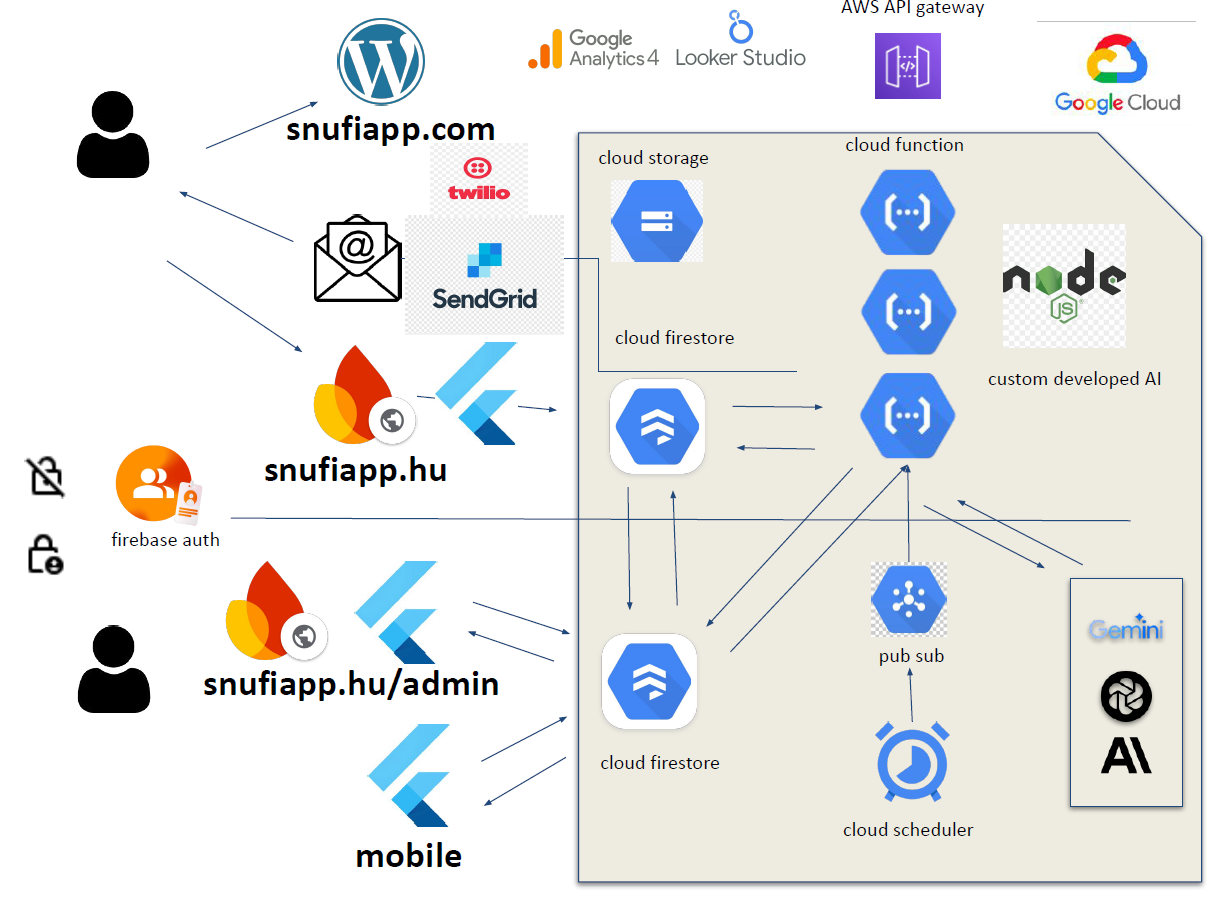 AWS API gateway
Google
Analytics 4
Looker Studio
Google Cloud
snufiapp.com
twilio
SendGrid
cloud storage
cloud function
node
JS
custom developed AI
cloud firestore
snufiapp.hu
firebase auth
Gemini
pub sub
snufiapp.hu/admin
cloud firestore
cloud scheduler
mobile